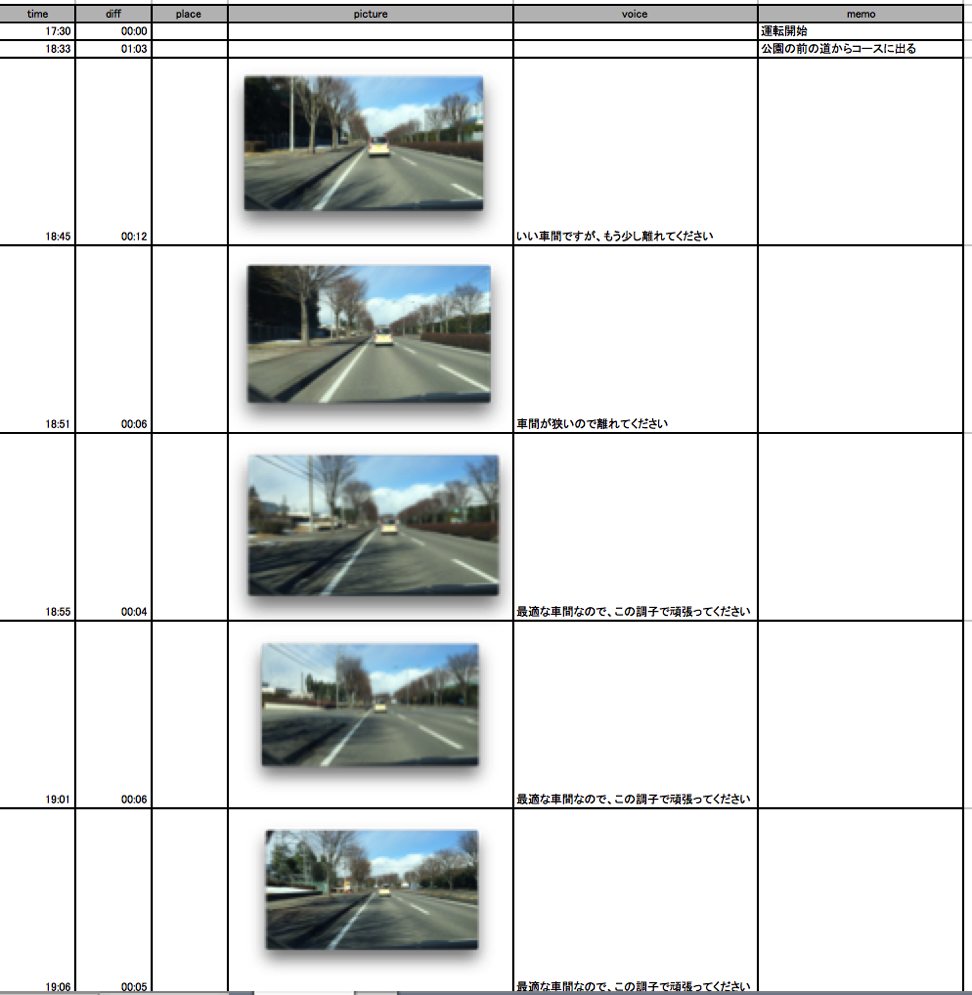 time diff place picture voice memo
17:30 00:00 運転開始
18:33 01:03 公園の前の道からコースに出る
18:45 00:12 いい車間ですが、もう少し離れてください
18:51 00:06 車間が狭いので離れてください
18:55 00:04 最適な車間なので、この調子で頑張ってください
19:01 00:06 最適な車間なので、この調子で頑張ってください
19:06 00:05 最適な車間なので、この調子で頑張ってください